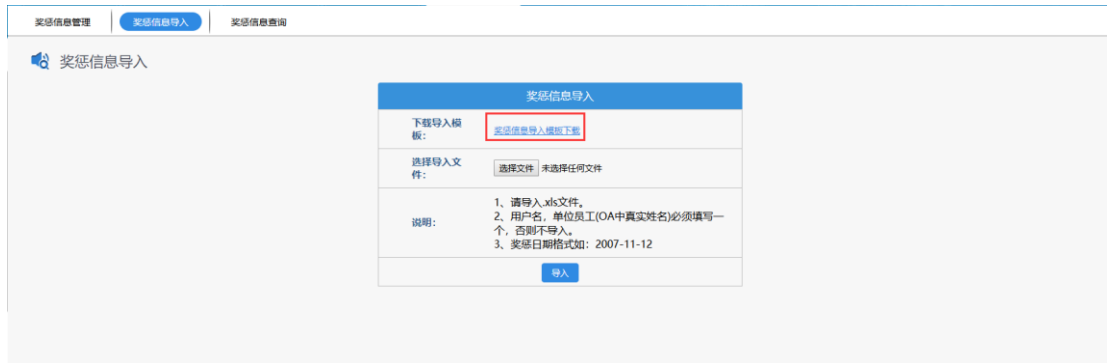 奖惩信息管理 奖惩信息导入 奖惩信息查询
奖惩信息导入
奖惩信息导入
下载导入模
板：
奖惩信息导入模板下载
选择导入文
件：
选择文件 未选择任何文件
说明：
1、请导入.xls文件。
2、用户名，单位员工(OA中真实姓名)必须填写一
个，否则不导入。
3、奖惩日期格式如：2007-11-12
导入